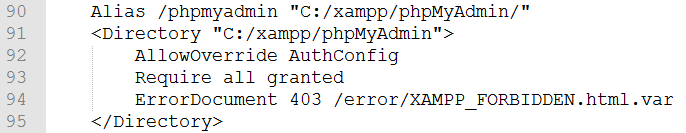 90 Alias /phpmyadmin "C:/xampp/phpMyAdmin/"
91 <Directory "C:/xampp/phpMyAdmin">
92 AllowOverride AuthConfig
93 Require all granted
94 ErrorDocument 403 /error/XAMPP_FORBIDDEN.html.var
95 </Directory>